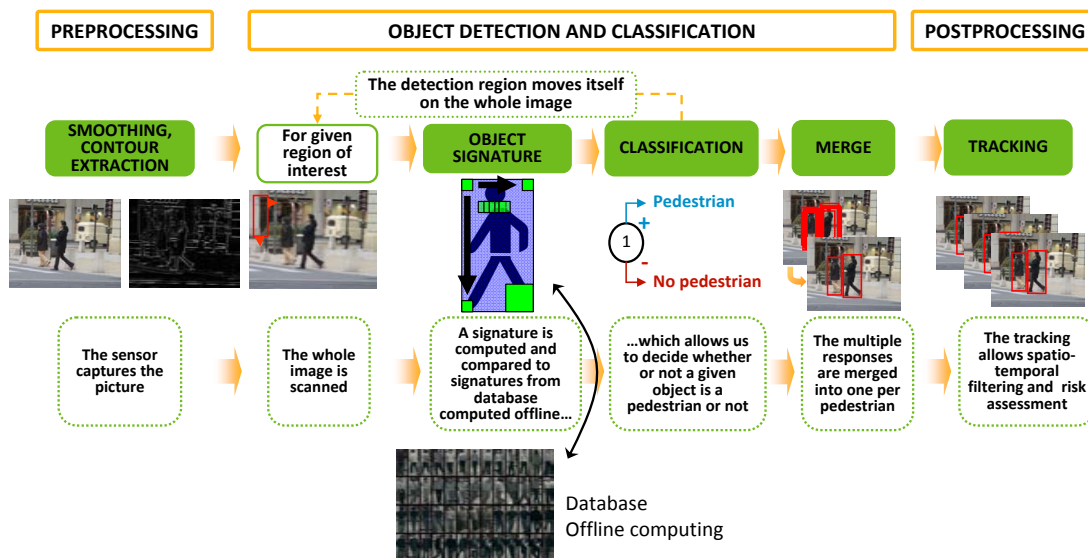 PREPROCESSING
OBJECT DETECTION AND CLASSIFICATION
POSTPROCESSING
The detection region moves itself
on the whole image
SMOOTHING,
CONTOUR
EXTRACTION
For given
region of
interest
OBJECT
SIGNATURE
CLASSIFICATION
MERGE
TRACKING
Pedestrian
+
1
-
No pedestrian
The sensor
captures the
picture
The whole
image is
scanned
A signature is
computed and
compared to
signatures from
database
computed offline…
…which allows us
to decide whether
or not a given
object is a
pedestrian or not
The multiple
responses
are merged
into one per
pedestrian
The tracking
allows spatio-
temporal
filtering and risk
assessment
Database
Offline computing